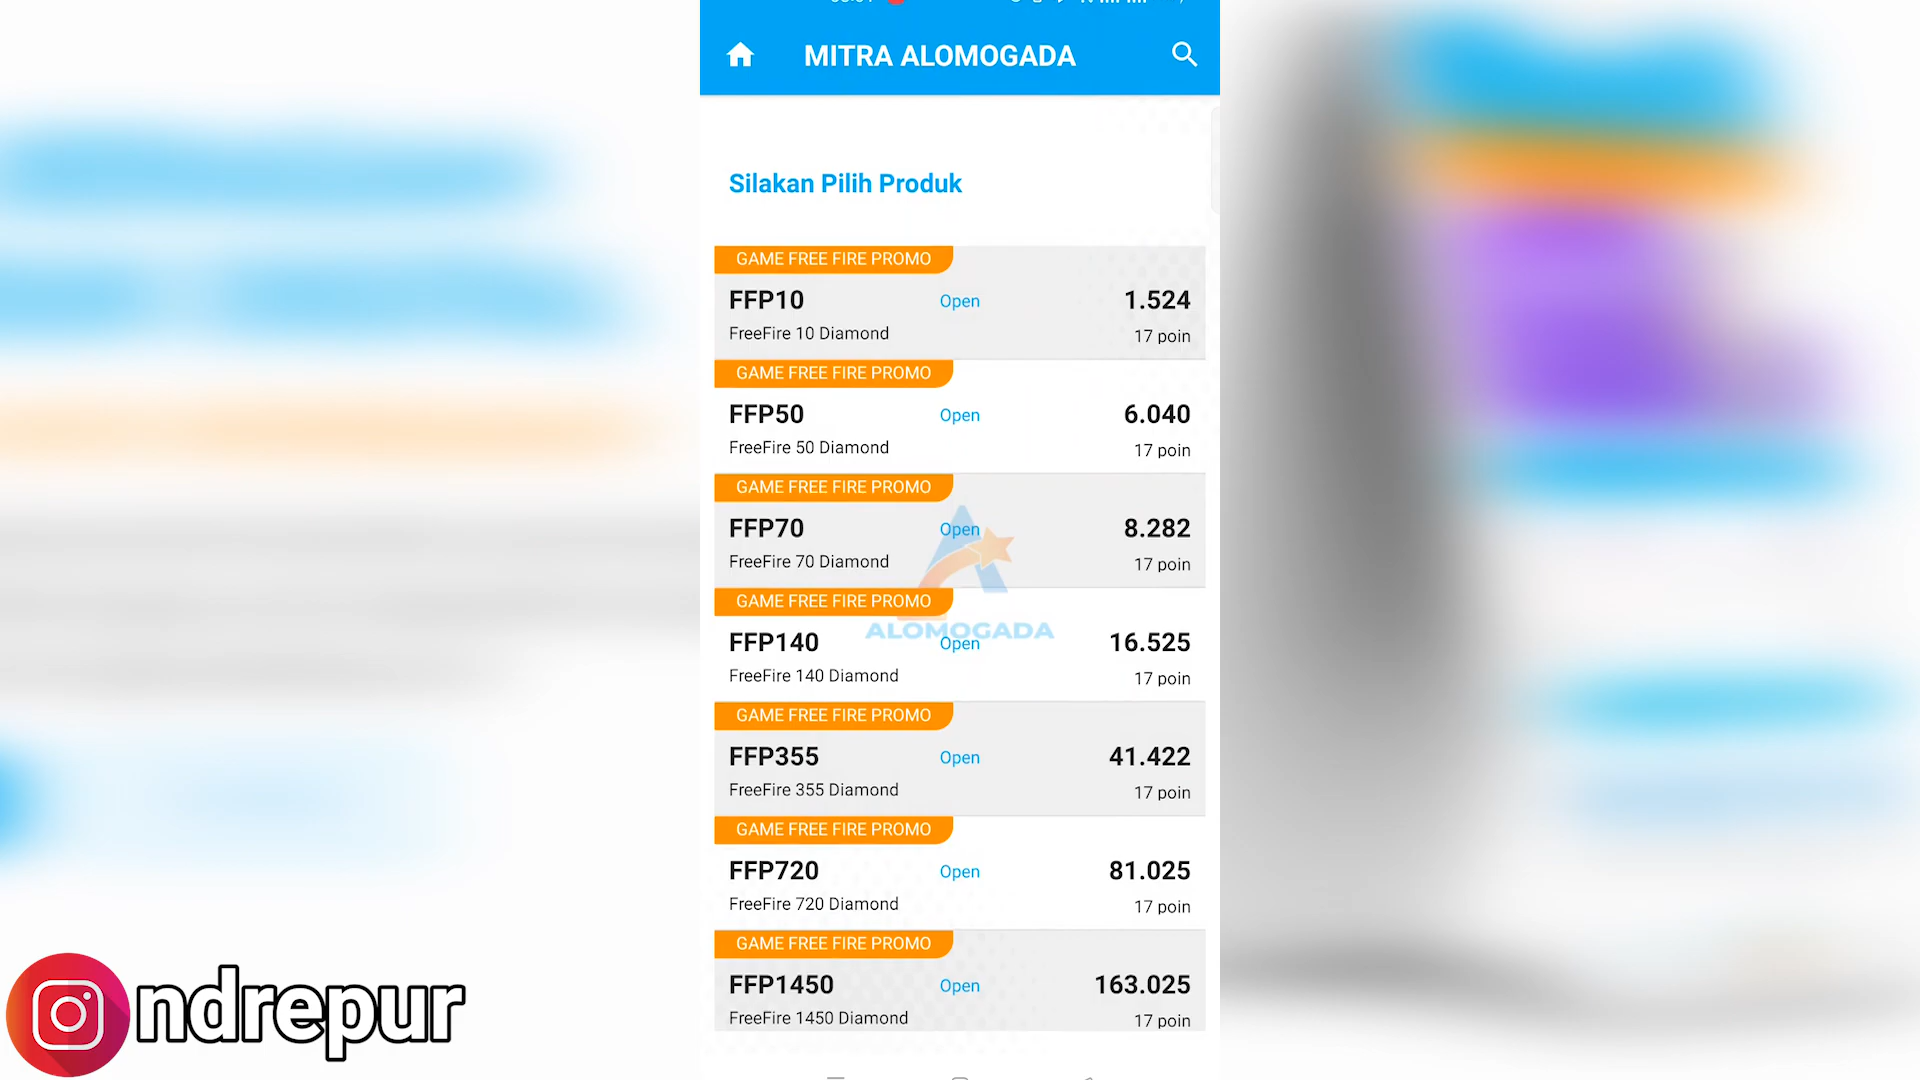 MITRA ALOMOGADA
Silakan Pilih Produk
GAME FREE FIRE PROMO
FFP10 Open 1.524
FreeFire 10 Diamond 17 poin
GAME FREE FIRE PROMO
FFP50 Open 6.040
FreeFire 50 Diamond 17 poin
GAME FREE FIRE PROMO
FFP70 Open 8.282
FreeFire 70 Diamond 17 poin
GAME FREE FIRE PROMO
ALOMOGADA
FFP140 Open 16.525
FreeFire 140 Diamond 17 poin
GAME FREE FIRE PROMO
FFP355 Open 41.422
FreeFire 355 Diamond 17 poin
GAME FREE FIRE PROMO
FFP720 Open 81.025
FreeFire 720 Diamond 17 poin
GAME FREE FIRE PROMO
FFP1450 Open 163.025
FreeFire 1450 Diamond 17 poin
ndrepur